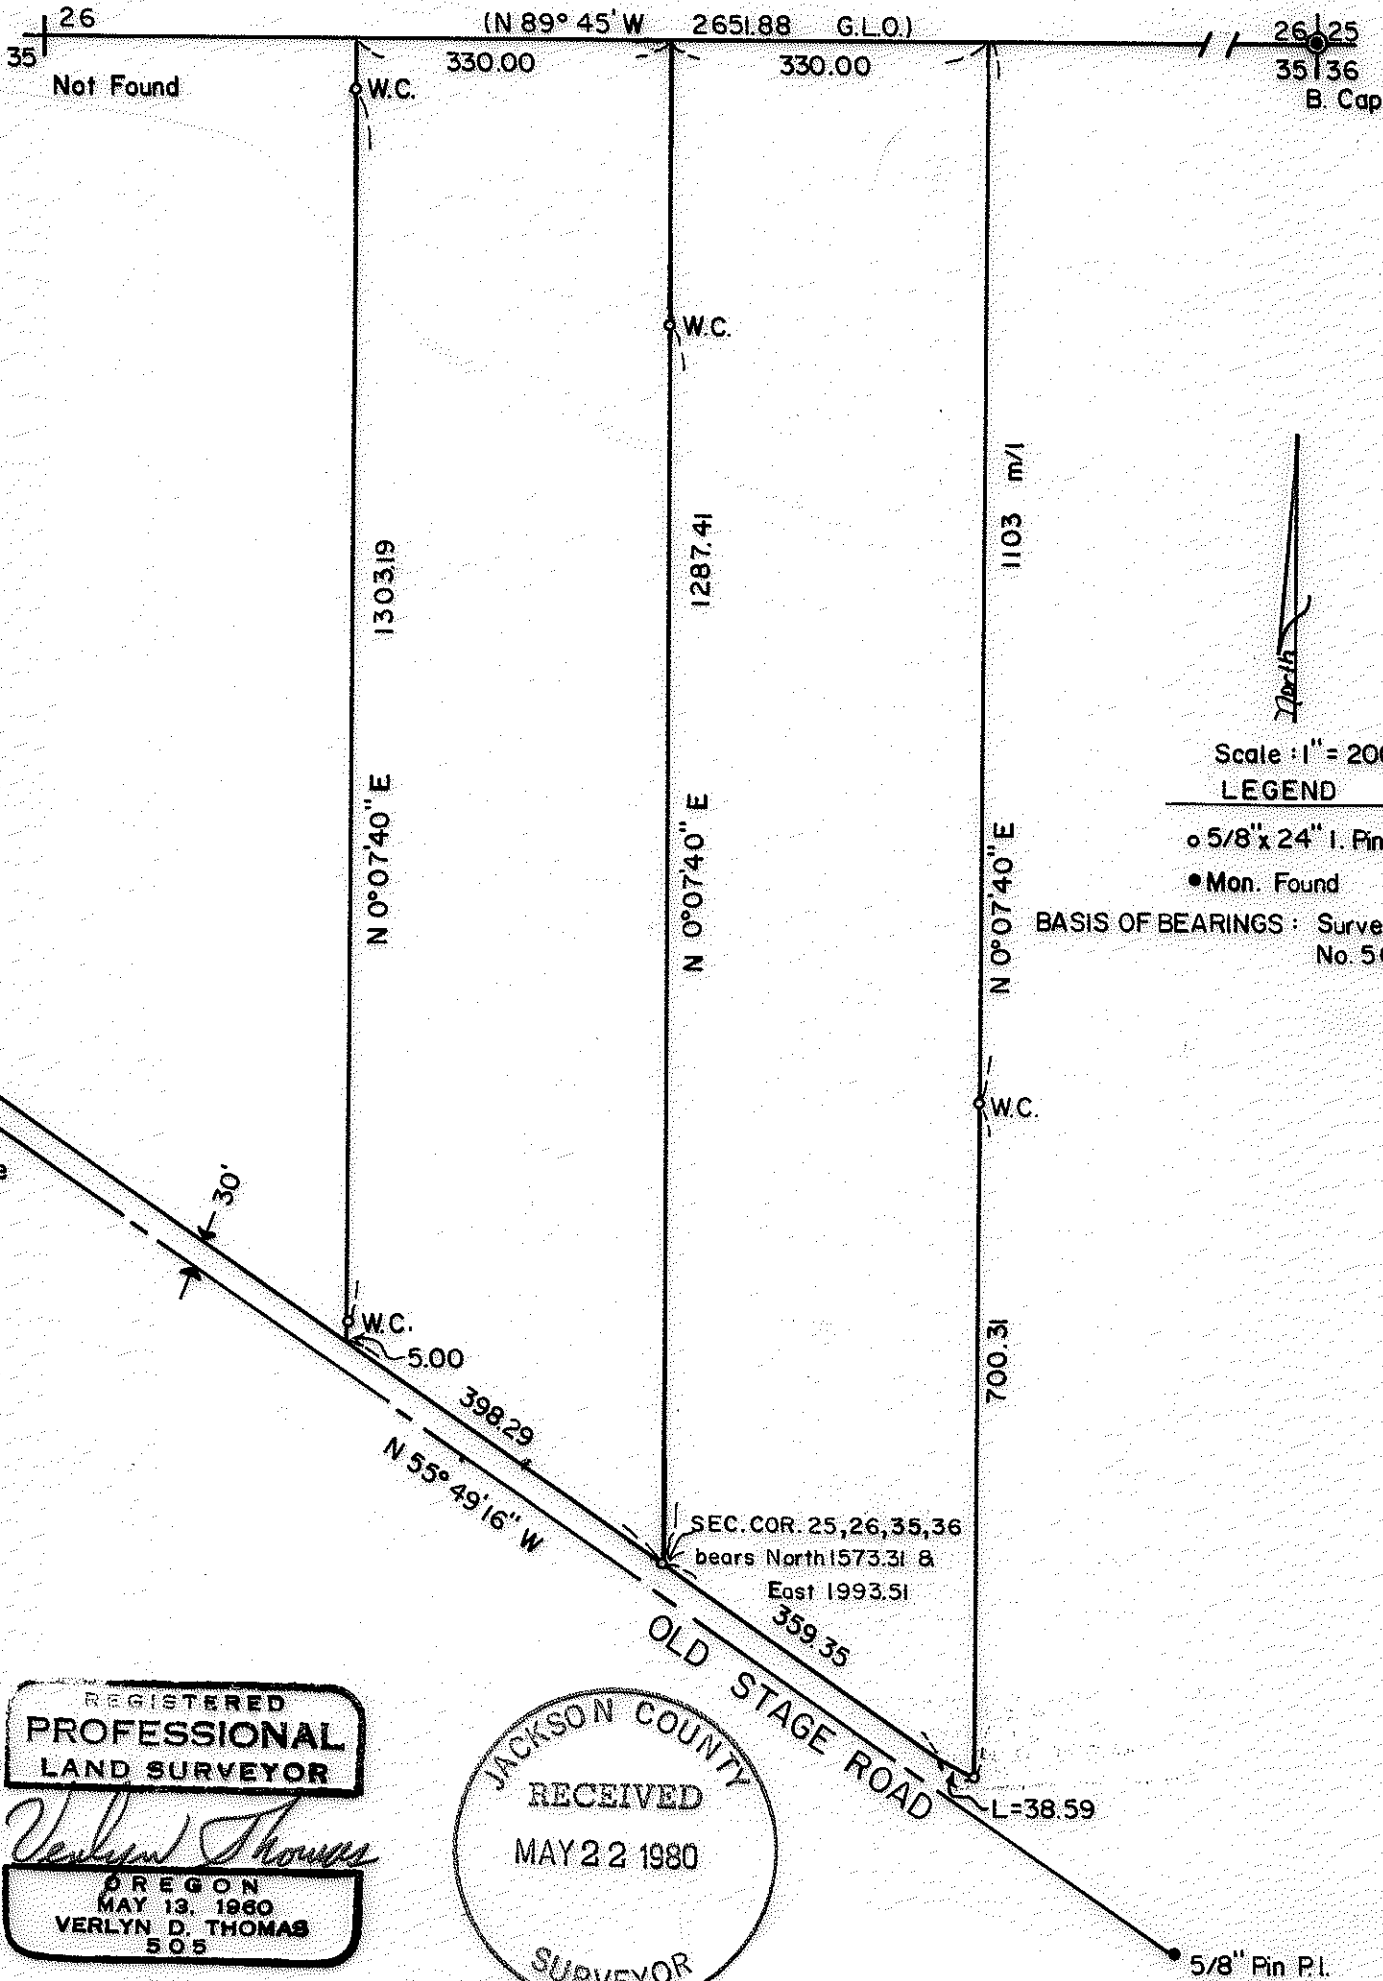 26
(N 89° 45' W 2651.88 G.L.O.)
26 25
35
330.00
330.00
35 36
Not Found
W.C.
B. Cap
W.C.
1103 m/l
1303.19
1287.41
North
Scale : 1" = 200
LEGEND
N 0°07'40" E
N 0°07'40" E
N 0°07'40" E
o 5/8" x 24" I. Pin
• Mon. Found
BASIS OF BEARINGS : Surve
No. 5
W.C.
30'
W.C.
5.00
700.31
398.29
N 55° 49'16" W
SEC. COR. 25,26,35,36
bears North 1573.31 &
East 1993.51
359.35
OLD STAGE ROAD
L=38.59
REGISTERED
PROFESSIONAL
LAND SURVEYOR
Verlyn Thomas
OREGON
MAY 13, 1960
VERLYN D. THOMAS
505
JACKSON COUNTY
RECEIVED
MAY 22 1980
SURVEYOR
5/8" Pin P.I.